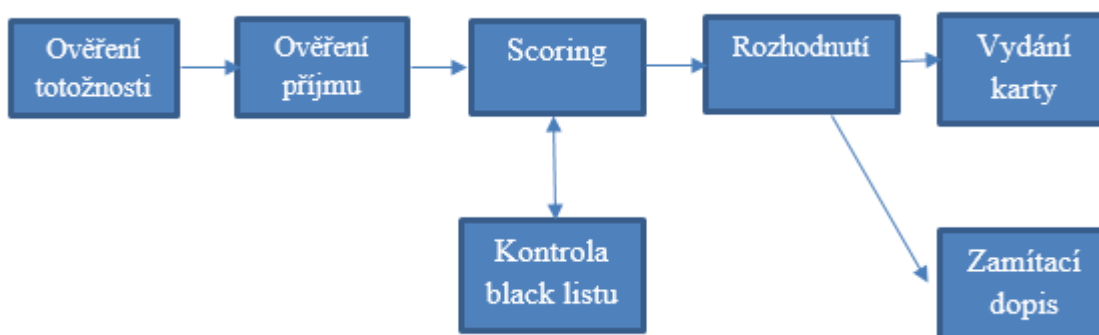 Ověření
totožnosti
Ověření
příjmu
Scoring
Rozhodnutí
Vydání
karty
Kontrola
black listu
Zamítací
dopis